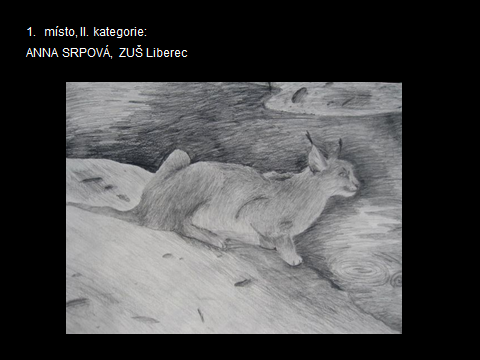 1. místo, II. kategorie:
ANNA SRPOVÁ, ZUŠ Liberec